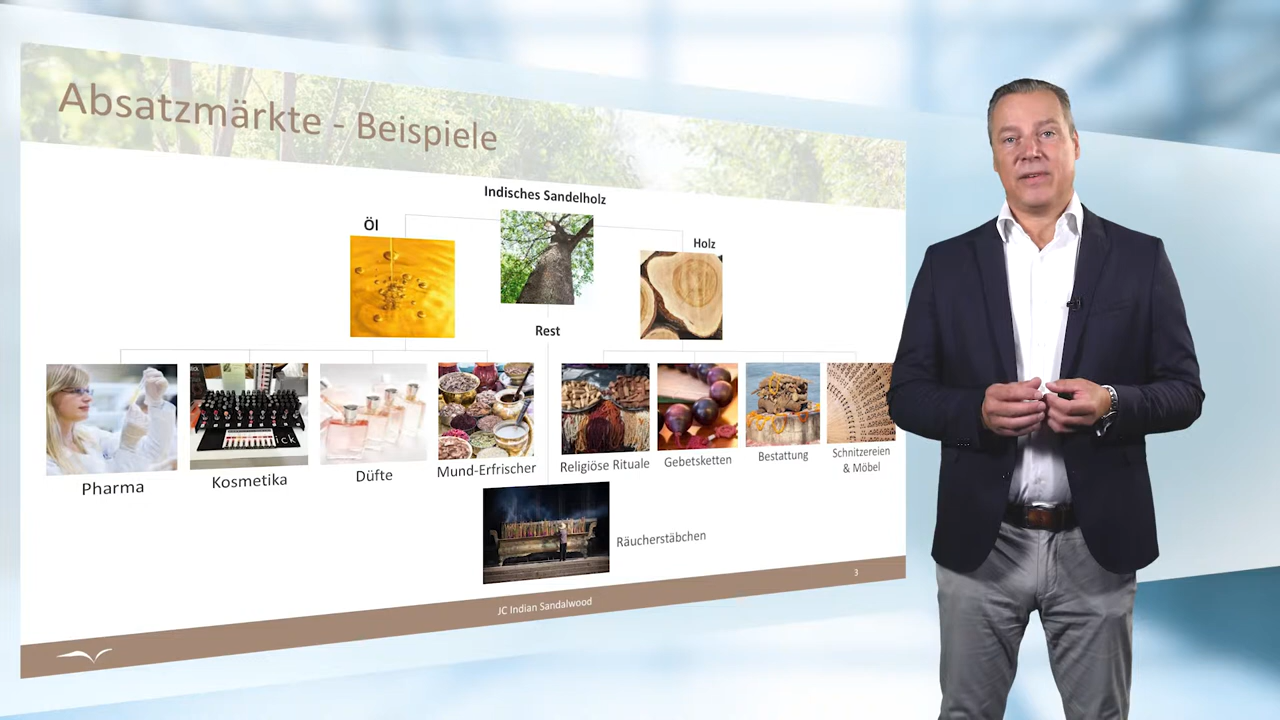 Absatzmärkte - Beispiele
Indisches Sandelholz
Öl
Holz
Rest
Pharma
Kosmetika
Düfte
Mund-Erfrischer
Religiöse Rituale
Gebetsketten
Bestattung
Schnitzereien
& Möbel
Räucherstäbchen
JC Indian Sandalwood
3